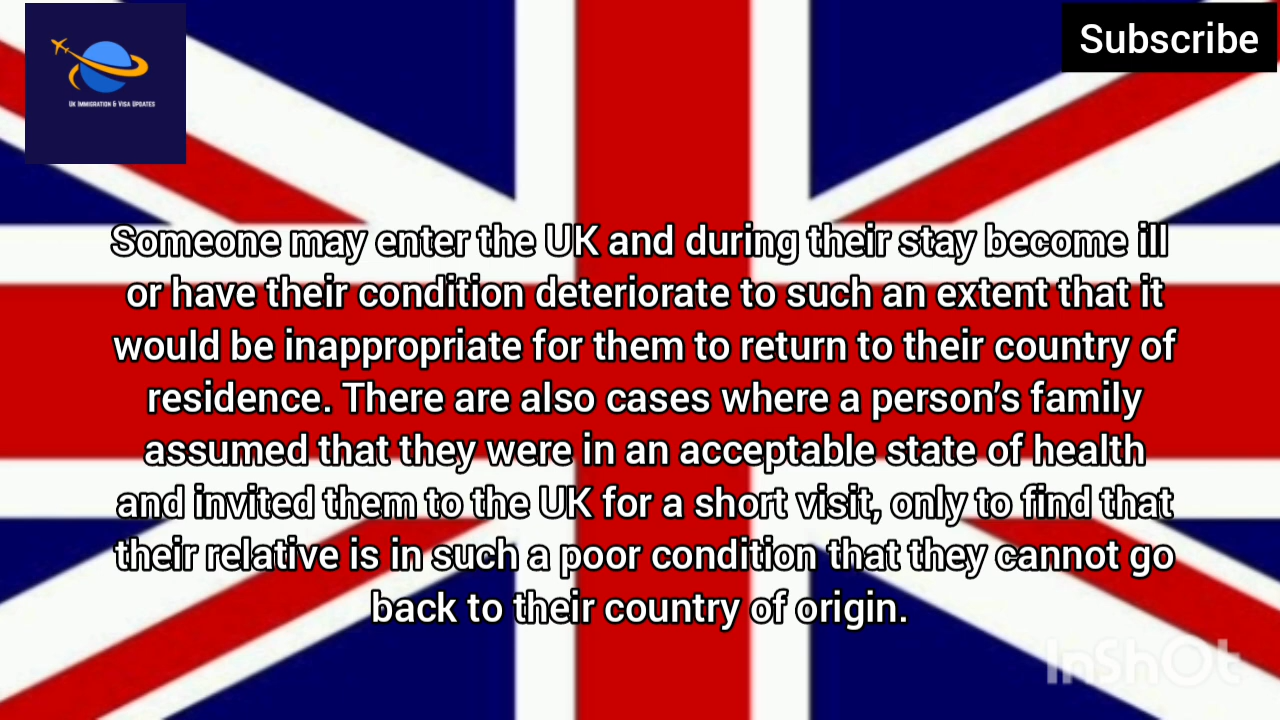 UK Immigration & Visa Updates
Subscribe
Someone may enter the UK and during their stay become ill
or have their condition deteriorate to such an extent that it
would be inappropriate for them to return to their country of
residence. There are also cases where a person’s family
assumed that they were in an acceptable state of health
and invited them to the UK for a short visit, only to find that
their relative is in such a poor condition that they cannot go
back to their country of origin.
InShOt